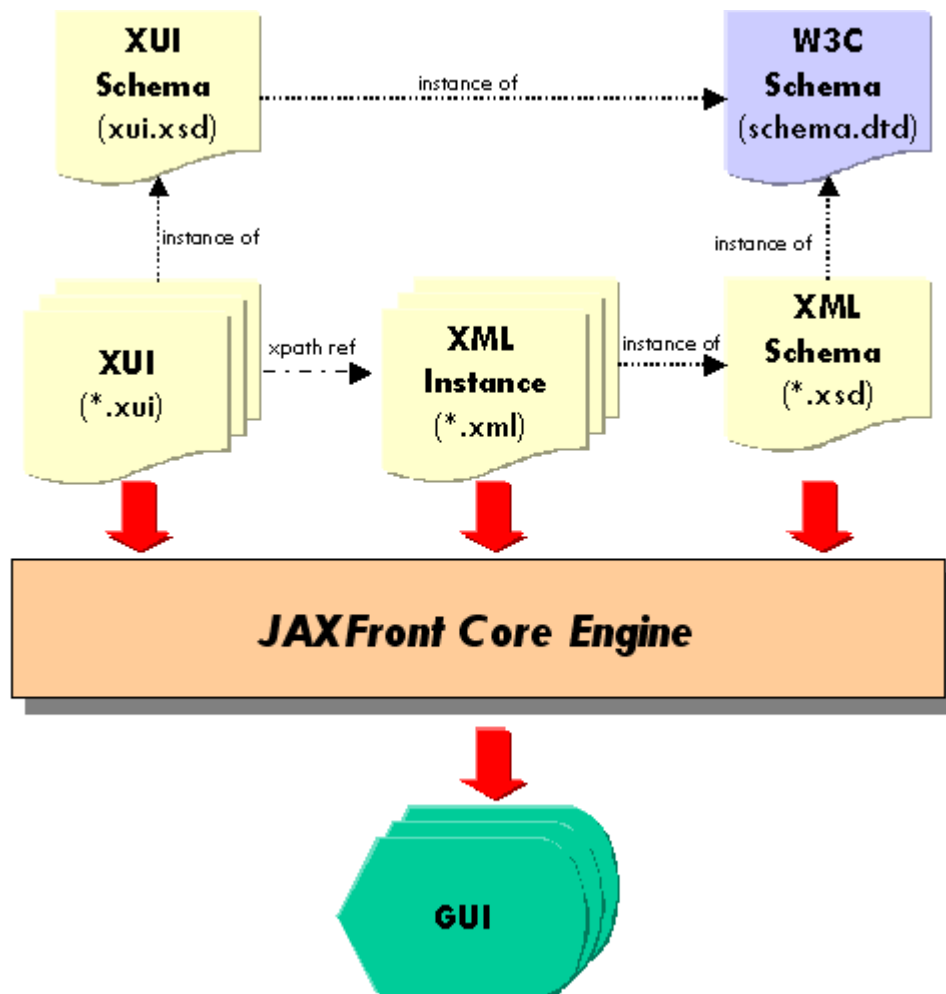 XUI
Schema
(xui.xsd)
instance of
W3C
Schema
(schema.dtd)
instance of
instance of
XUI
(*.xui)
xpath ref
XML
Instance
(*.xml)
instance of
XML
Schema
(*.xsd)
JAXFront Core Engine
GUI